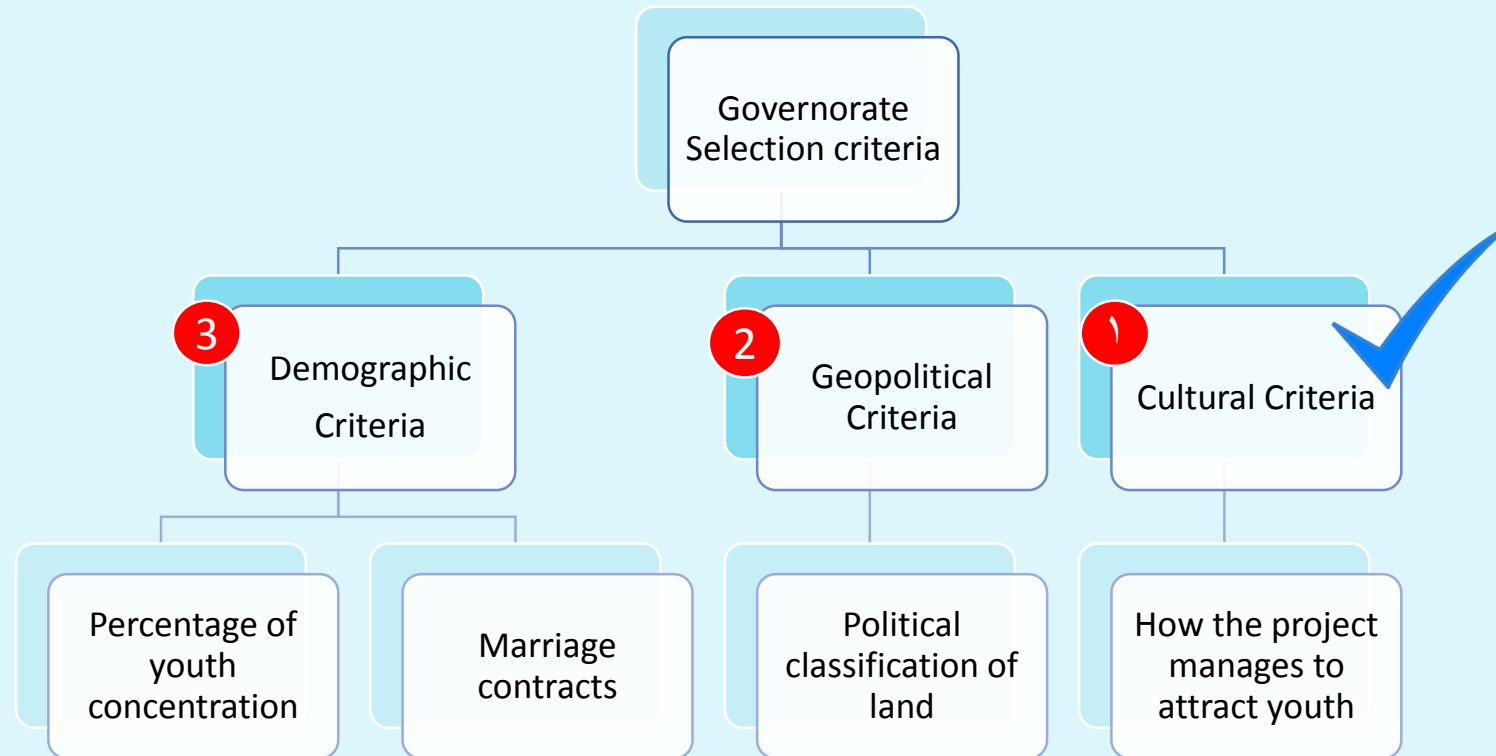 Governorate
Selection criteria
3
Demographic
Criteria
2
Geopolitical
Criteria
١
Cultural Criteria
Percentage of
youth
concentration
Marriage
contracts
Political
classification of
land
How the project
manages to
attract youth